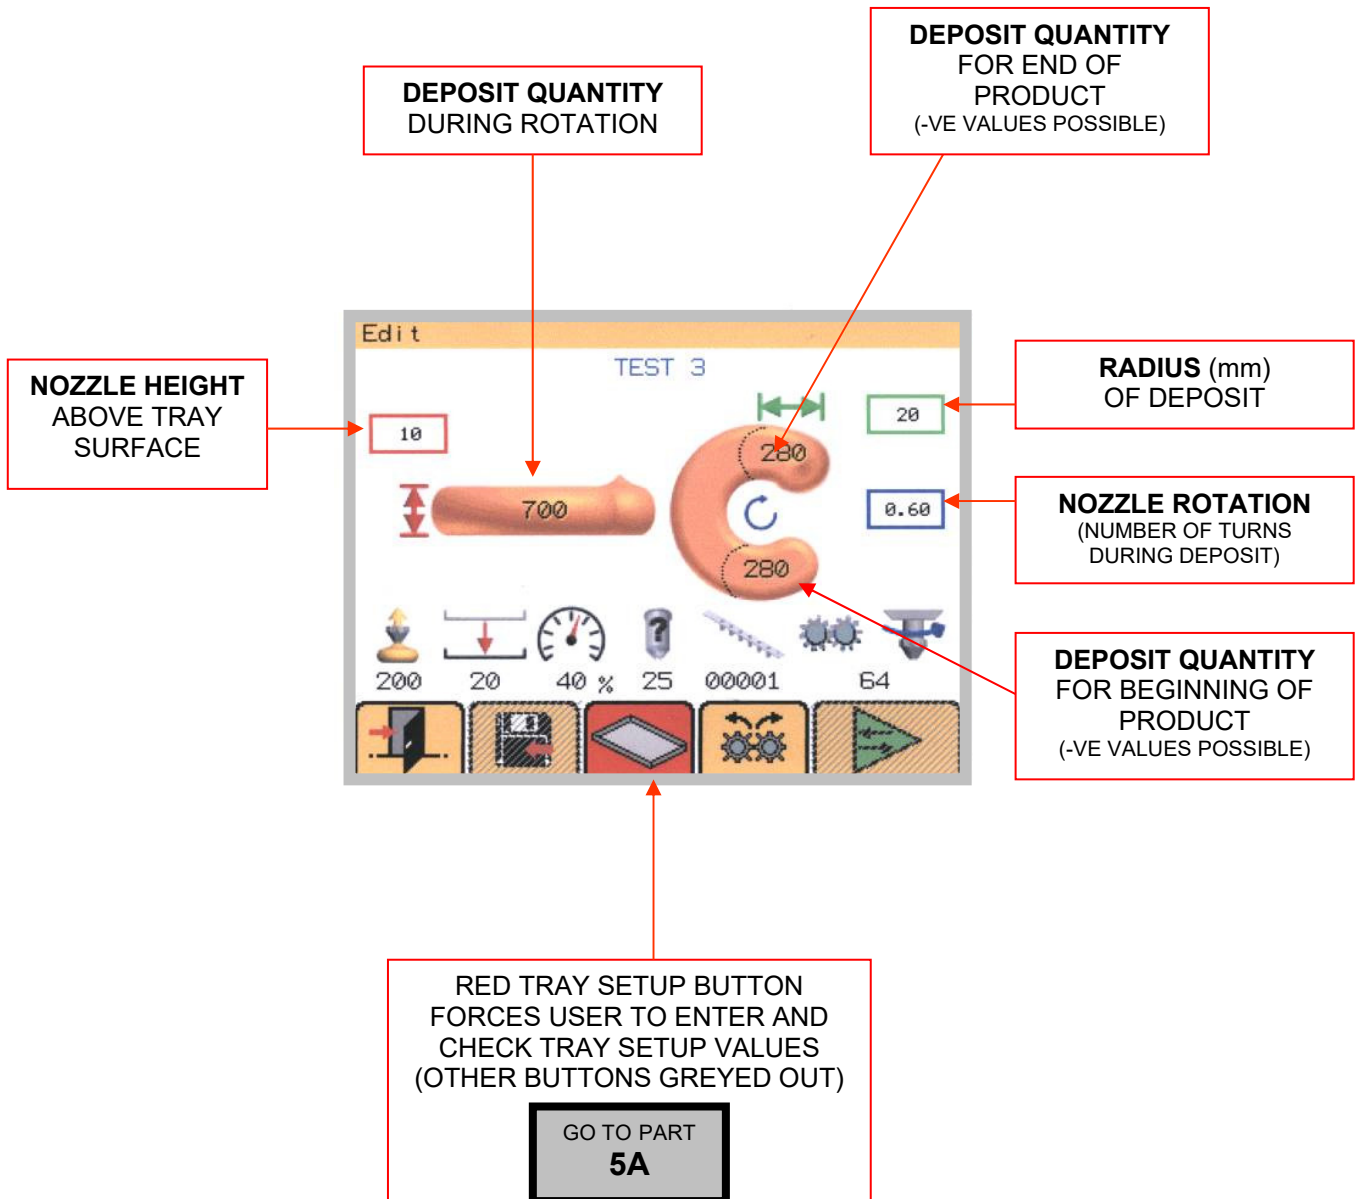 DEPOSIT QUANTITY
FOR END OF
PRODUCT
(-VE VALUES POSSIBLE)
DEPOSIT QUANTITY
DURING ROTATION
NOZZLE HEIGHT
ABOVE TRAY
SURFACE
Edit
TEST 3
10
20
280
700
0.60
280
?
200 20 40 % 25 00001 64
RADIUS (mm)
OF DEPOSIT
NOZZLE ROTATION
(NUMBER OF TURNS
DURING DEPOSIT)
DEPOSIT QUANTITY
FOR BEGINNING OF
PRODUCT
(-VE VALUES POSSIBLE)
RED TRAY SETUP BUTTON
FORCES USER TO ENTER AND
CHECK TRAY SETUP VALUES
(OTHER BUTTONS GREYED OUT)
GO TO PART
5A